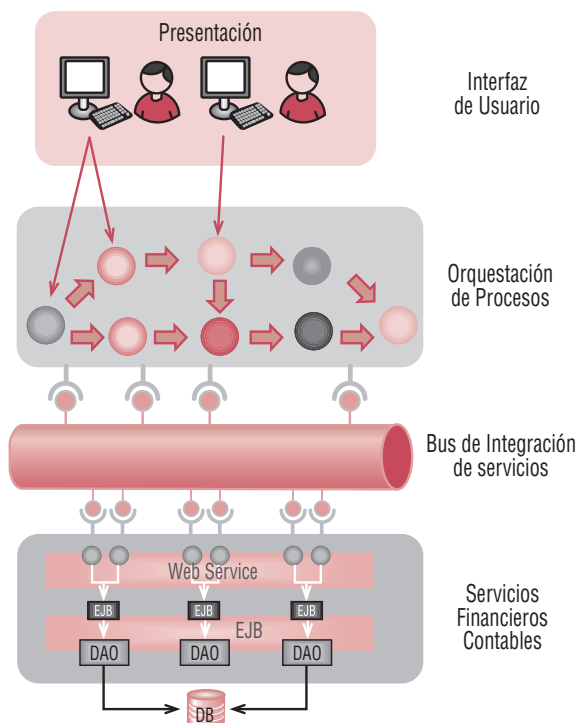 Presentación
Interfaz
de Usuario
Orquestación
de Procesos
Bus de Integración
de servicios
Web Service
EJB EJB EJB
EJB
DAO DAO DAO
Servicios
Financieros
Contables
DB